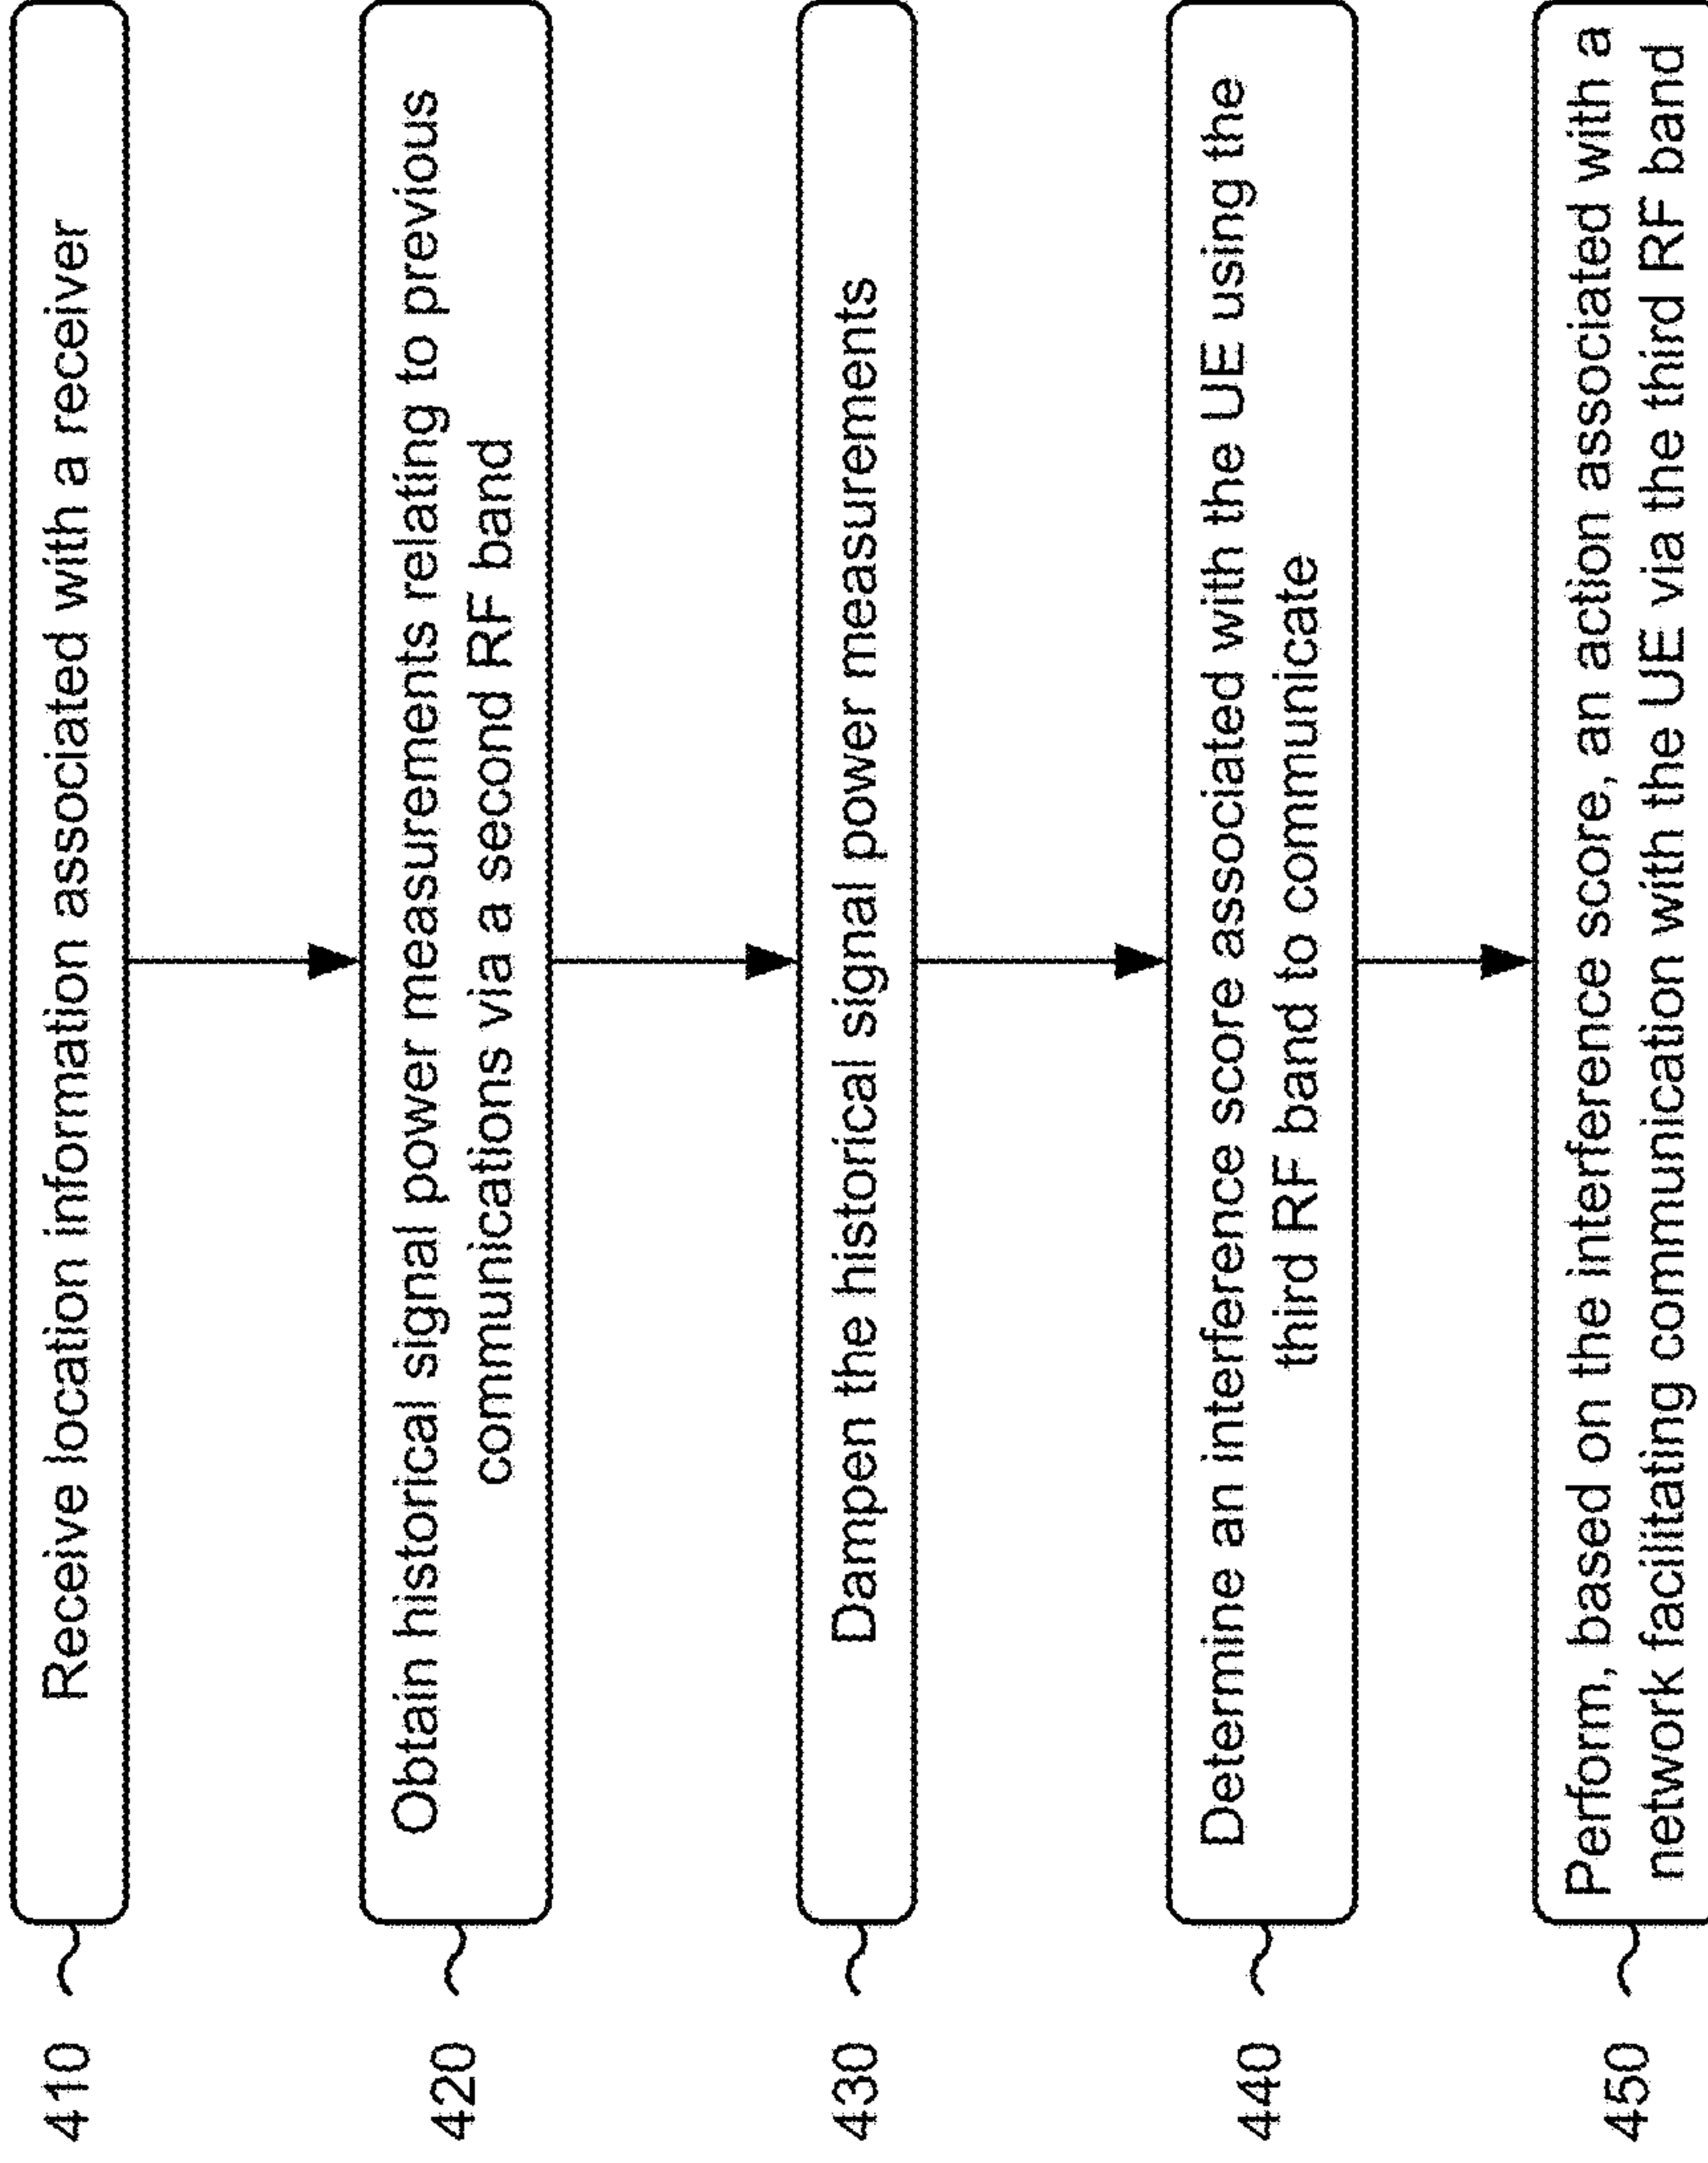 410
Receive location information associated with a receiver
420
Obtain historical signal power measurements relating to previous
communications via a second RF band
430
Dampen the historical signal power measurements
440
Determine an interference score associated with the UE using the
third RF band to communicate
450
Perform, based on the interference score, an action associated with a
network facilitating communication with the UE via the third RF band